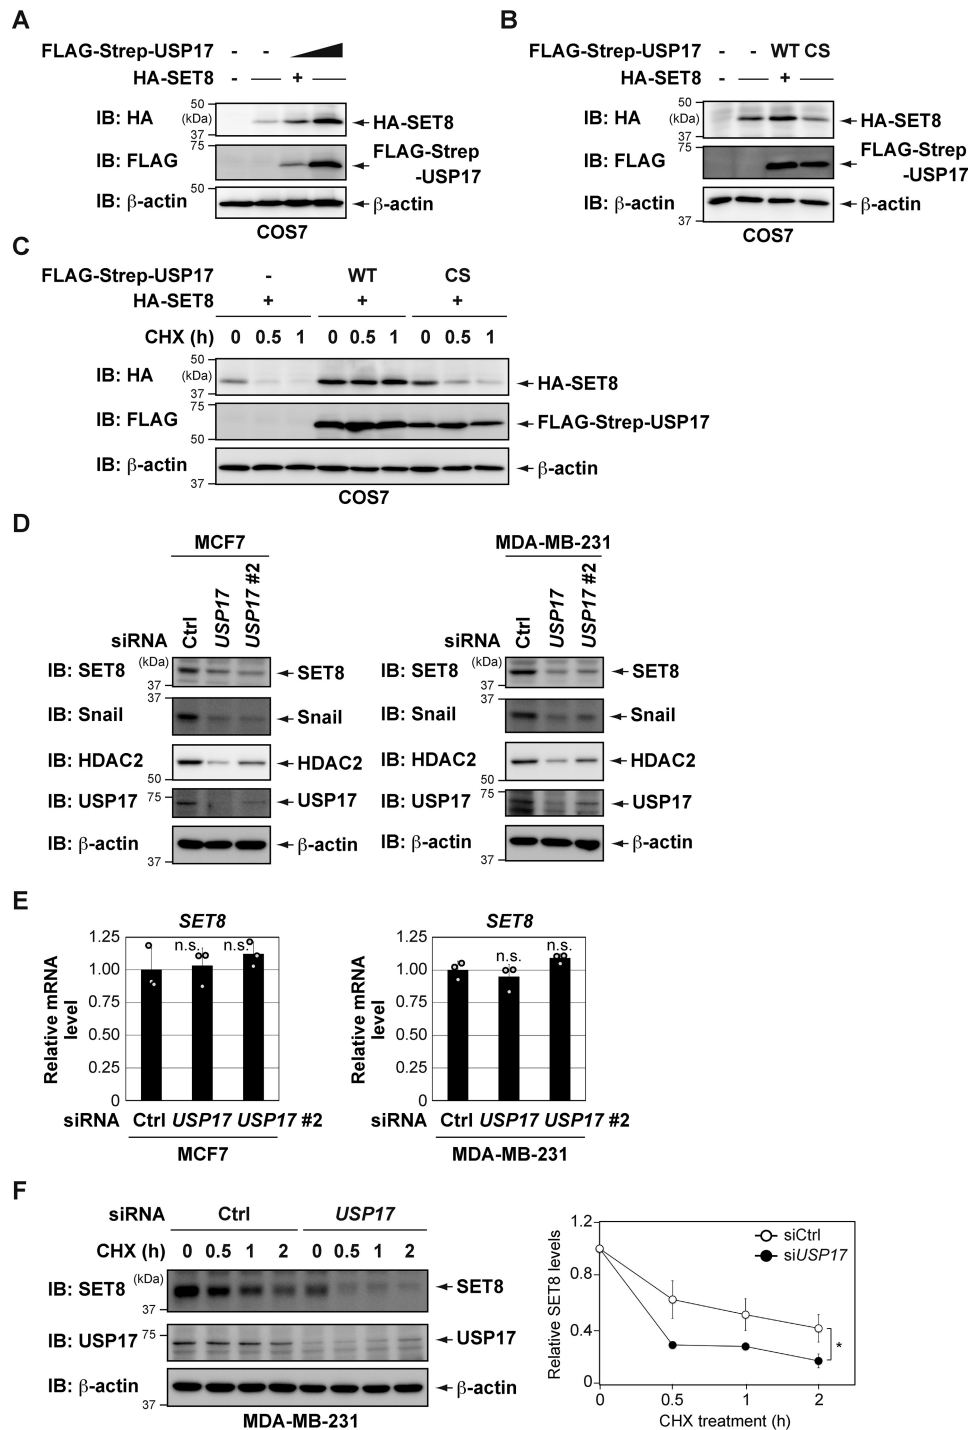 A
FLAG-Strep-USP17 - -
HA-SET8 - +
IB: HA
50
(kDa)
37
HA-SET8
IB: FLAG
75
FLAG-Strep
-USP17
IB: β-actin
50
β-actin
COS7
B
FLAG-Strep-USP17 - - WT CS
HA-SET8 - +
IB: HA
50
(kDa)
37
HA-SET8
IB: FLAG
75
FLAG-Strep
-USP17
IB: β-actin
37
β-actin
COS7
C
FLAG-Strep-USP17 - WT CS
HA-SET8 + + +
CHX (h) 0 0.5 1 0 0.5 1 0 0.5 1
IB: HA
50
(kDa)
37
HA-SET8
IB: FLAG
75
50
FLAG-Strep-USP17
IB: β-actin
37
β-actin
COS7
D
MCF7
siRNA Ctrl USP17 USP17 #2
IB: SET8
(kDa)
37
SET8
IB: Snail
37
Snail
IB: HDAC2
50
HDAC2
IB: USP17
75
USP17
IB: β-actin
37
β-actin
MDA-MB-231
siRNA Ctrl USP17 USP17 #2
IB: SET8
(kDa)
37
SET8
IB: Snail
37
Snail
IB: HDAC2
50
HDAC2
IB: USP17
75
USP17
IB: β-actin
37
β-actin
E
SET8
Relative mRNA
level
1.25
1.00
0.75
0.50
0.25
0
n.s. n.s.
siRNA Ctrl USP17 USP17 #2
MCF7
SET8
Relative mRNA
level
1.25
1.00
0.75
0.50
0.25
0
n.s. n.s.
siRNA Ctrl USP17 USP17 #2
MDA-MB-231
F
siRNA Ctrl USP17
CHX (h) 0 0.5 1 2 0 0.5 1 2
IB: SET8
(kDa)
37
SET8
IB: USP17
75
USP17
IB: β-actin
37
β-actin
MDA-MB-231
Relative SET8 levels
1.2
0.8
0.4
0
siCtrl
siUSP17
*
0 0.5 1 2
CHX treatment (h)